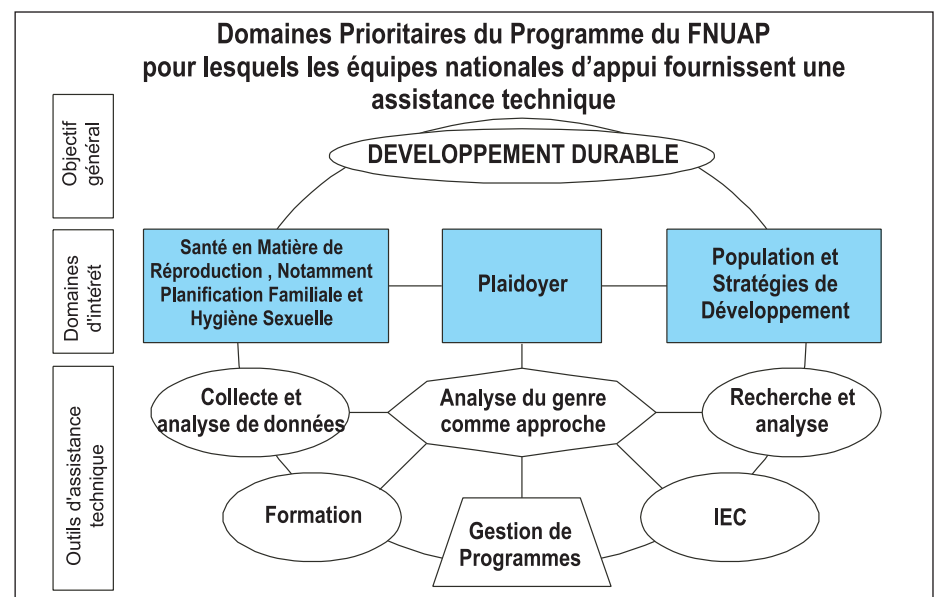 Domaines Prioritaires du Programme du FNUAP
pour lesquels les équipes nationales d'appui fournissent une
assistance technique
Objectif
général
DEVELOPPEMENT DURABLE
Domaines
d'intérêt
Santé en Matière de
Réproduction , Notamment
Planification Familiale et
Hygiène Sexuelle
Plaidoyer
Population et
Stratégies de
Développement
Outils d'assistance
technique
Collecte et
analyse de données
Analyse du genre
comme approche
Recherche et
analyse
Formation
Gestion de
Programmes
IEC